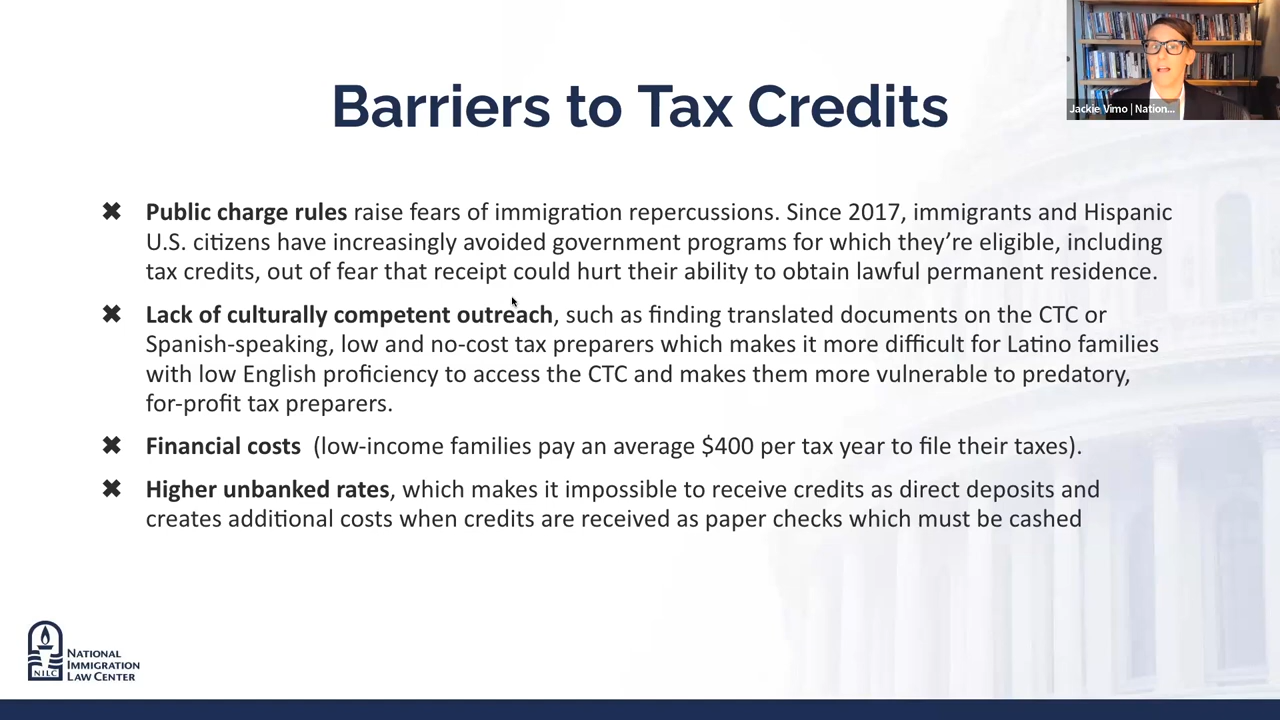 Barriers to Tax Credits
Jackie Vimo | Nation...
✖ Public charge rules raise fears of immigration repercussions. Since 2017, immigrants and Hispanic
U.S. citizens have increasingly avoided government programs for which they're eligible, including
tax credits, out of fear that receipt could hurt their ability to obtain lawful permanent residence.
✖ Lack of culturally competent outreach, such as finding translated documents on the CTC or
Spanish-speaking, low and no-cost tax preparers which makes it more difficult for Latino families
with low English proficiency to access the CTC and makes them more vulnerable to predatory,
for-profit tax preparers.
✖ Financial costs (low-income families pay an average $400 per tax year to file their taxes).
✖ Higher unbanked rates, which makes it impossible to receive credits as direct deposits and
creates additional costs when credits are received as paper checks which must be cashed
NILC
NATIONAL
IMMIGRATION
LAW CENTER